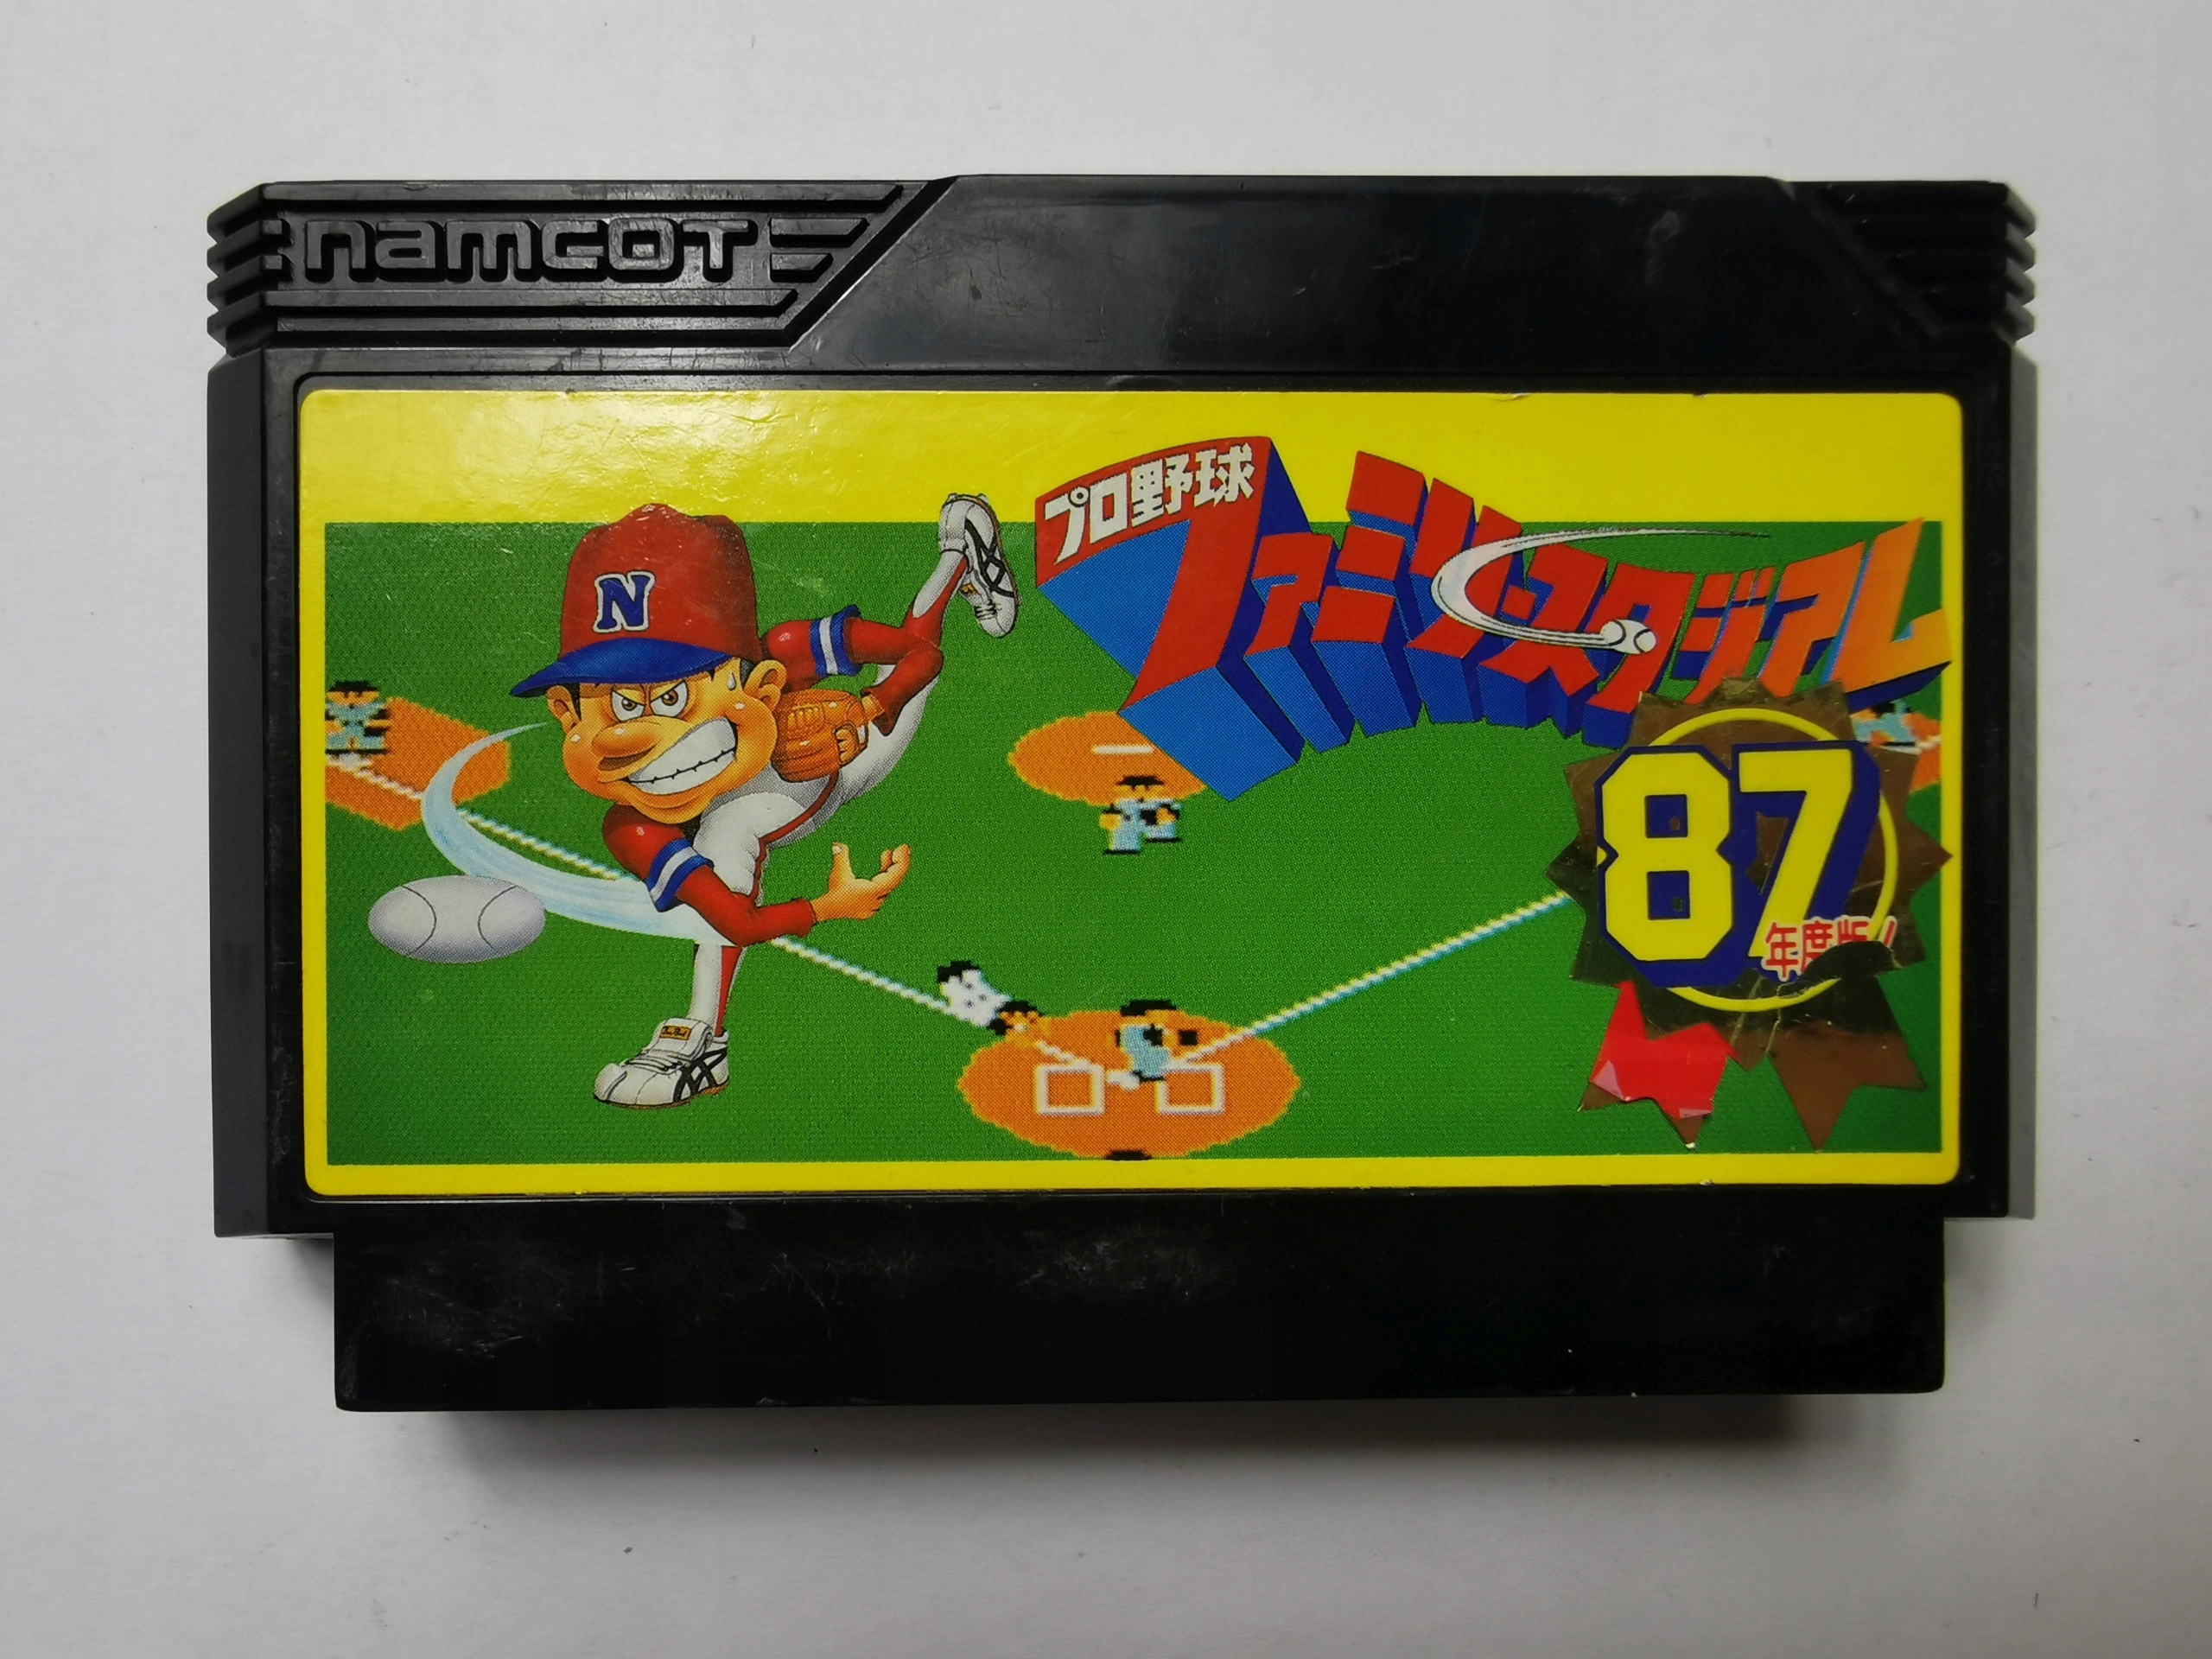 namcot
プロ野球
ファミリースタジアム
N
87
年度版!